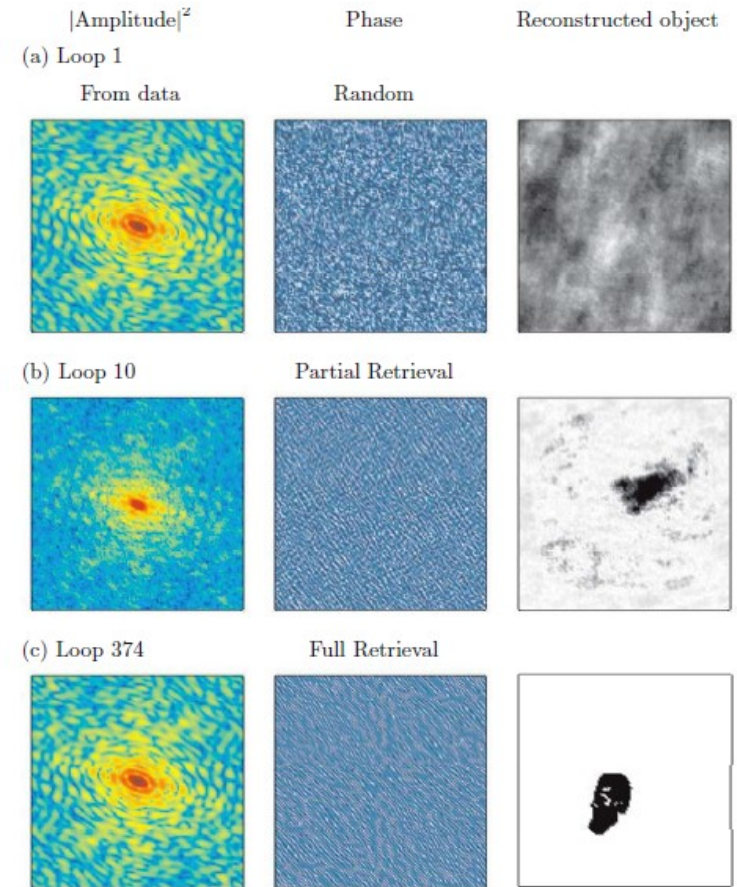 |Amplitude|² Phase Reconstructed object
(a) Loop 1
From data Random
(b) Loop 10 Partial Retrieval
(c) Loop 374 Full Retrieval